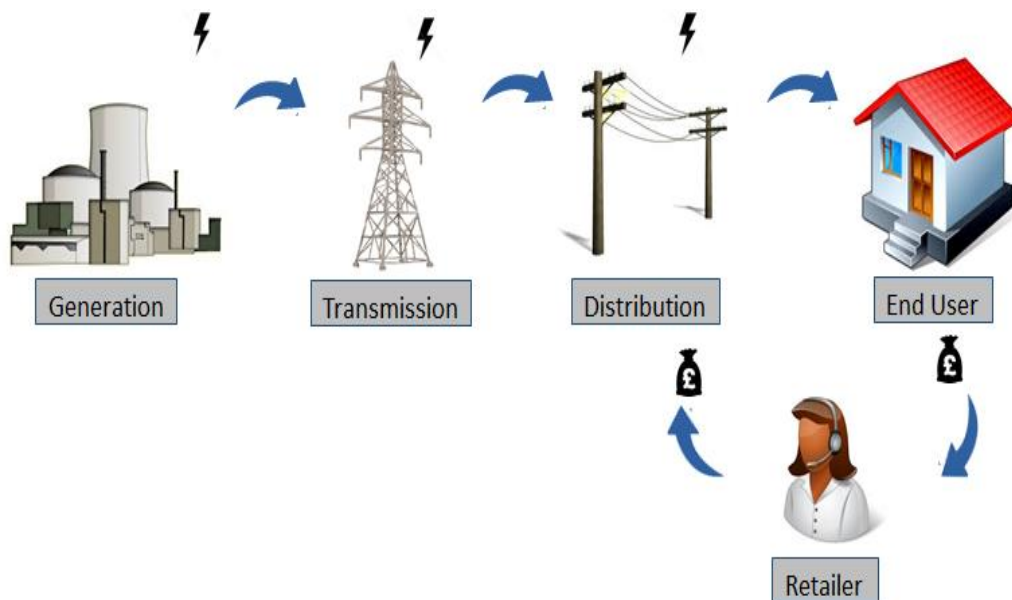 Generation
Transmission
Distribution
End User
£
£
Retailer